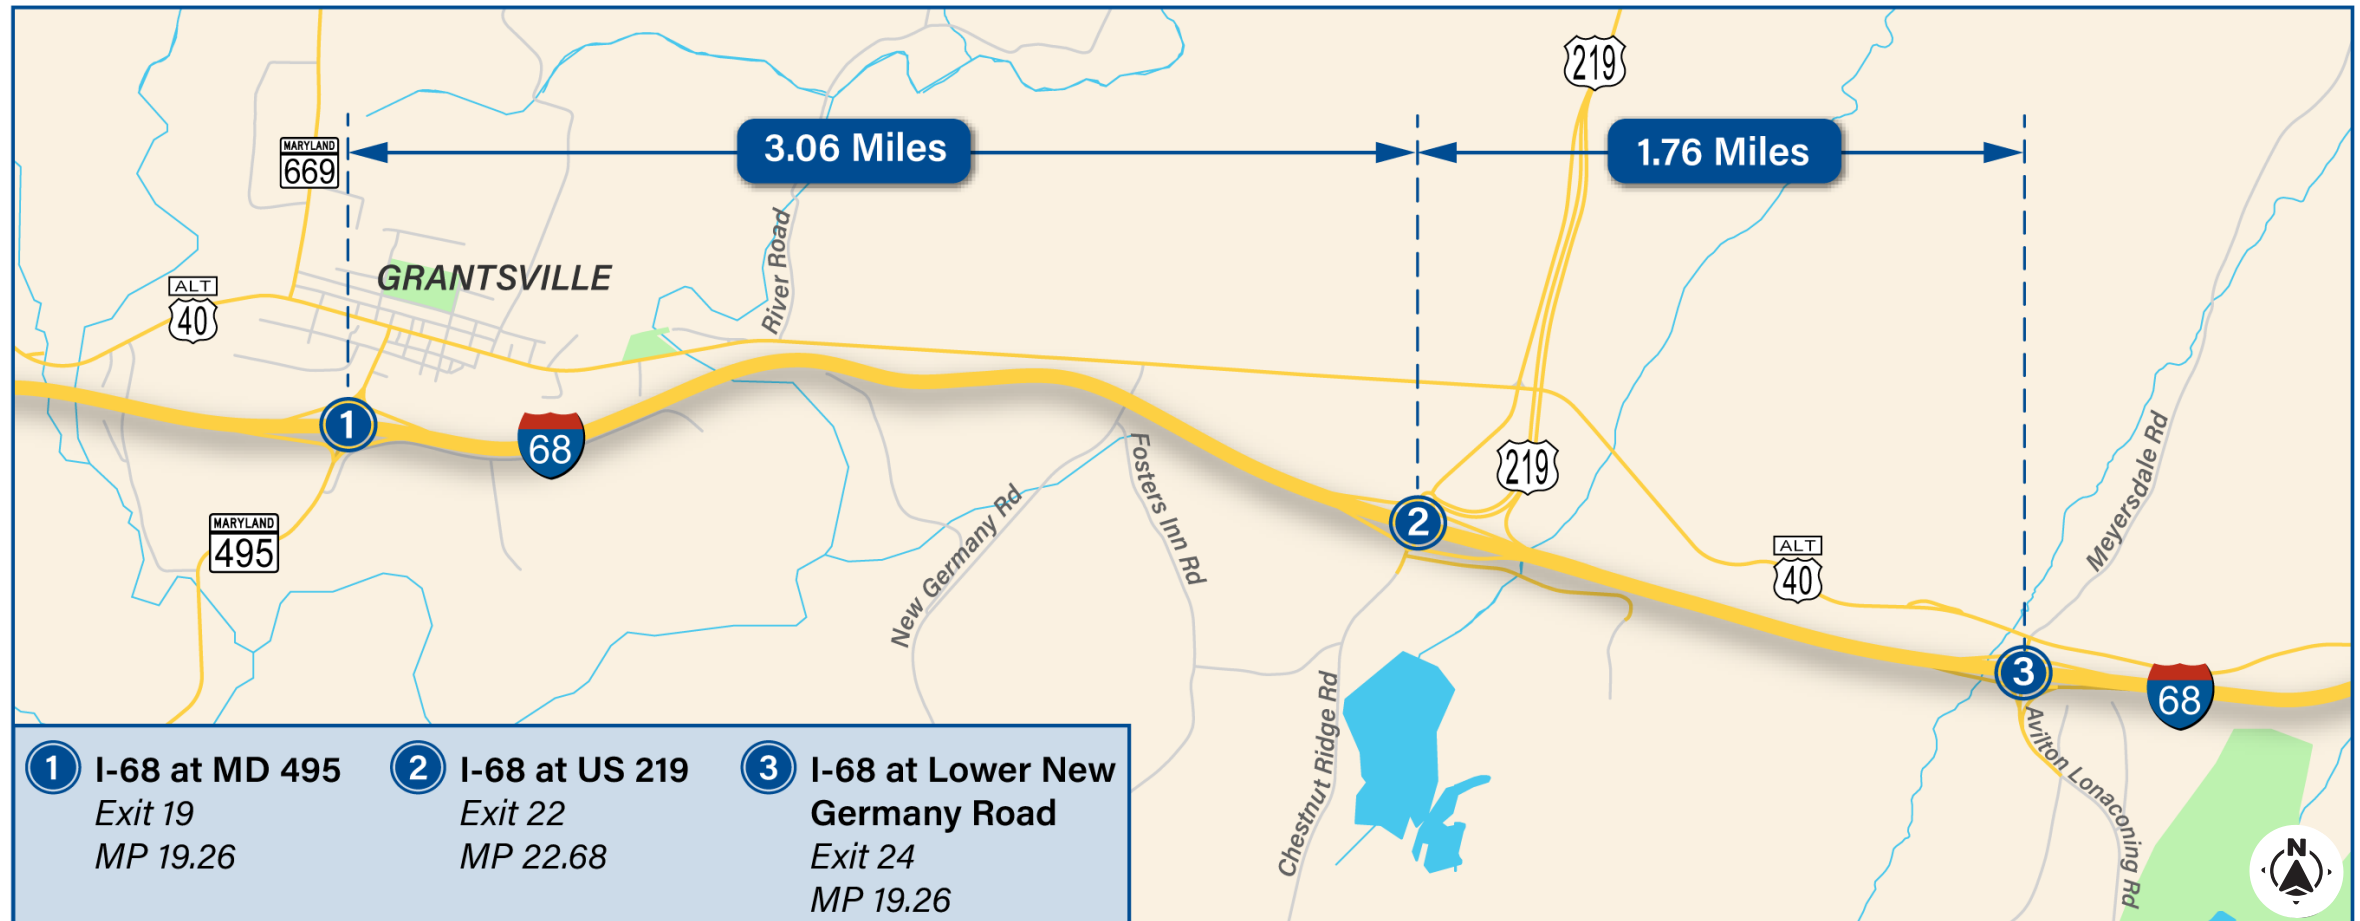 219
3.06 Miles
1.76 Miles
MARYLAND
669
River Road
GRANTSVILLE
ALT
40
1
68
MARYLAND
495
New Germany Rd
Fosters Inn Rd
219
2
ALT
40
Meyersdale Rd
3
68
Chestnut Ridge Rd
Avilton Lonaconing Rd
1 I-68 at MD 495
Exit 19
MP 19.26
2 I-68 at US 219
Exit 22
MP 22.68
3 I-68 at Lower New
Germany Road
Exit 24
MP 19.26
N